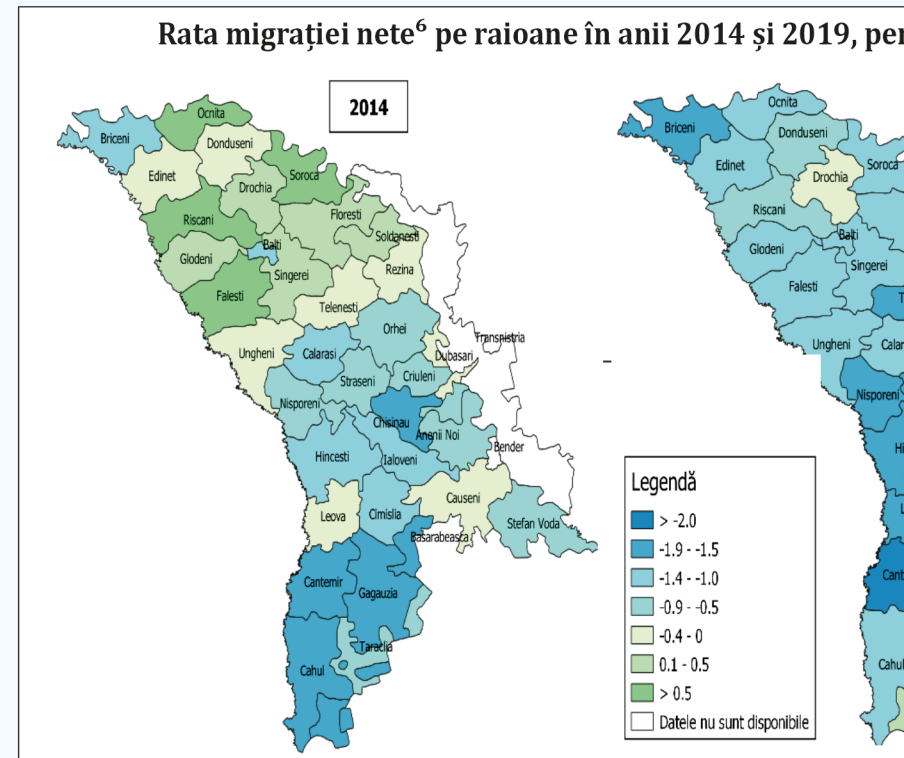 Rata migrației nete⁶ pe raioane în anii 2014 și 2019, per
2014
Ocnita
Briceni
Donduseni
Edinet
Drochia
Soroca
Riscani
Floresti
Soldanesti
Balti
Glodeni
Singerei
Rezina
Falesti
Telenesti
Orhei
Transnistria
Ungheni
Calarasi
Dubasari
Straseni
Criuleni
Nisporeni
Chisinau
Anenii Noi
Bender
Hincesti
Ialoveni
Causeni
Leova
Cimislia
Stefan Voda
Basarabeasca
Cantemir
Gagauzia
Taraclia
Cahul
–
Ocnita
Briceni
Donduseni
Edinet
Soroca
Drochia
Riscani
Balti
Glodeni
Singerei
Falesti
T
Ungheni
Calar
Nisporeni
Hi
L
Cant
Cahul
Legendă
> -2.0
-1.9 - -1.5
-1.4 - -1.0
-0.9 - -0.5
-0.4 - 0
0.1 - 0.5
> 0.5
Datele nu sunt disponibile